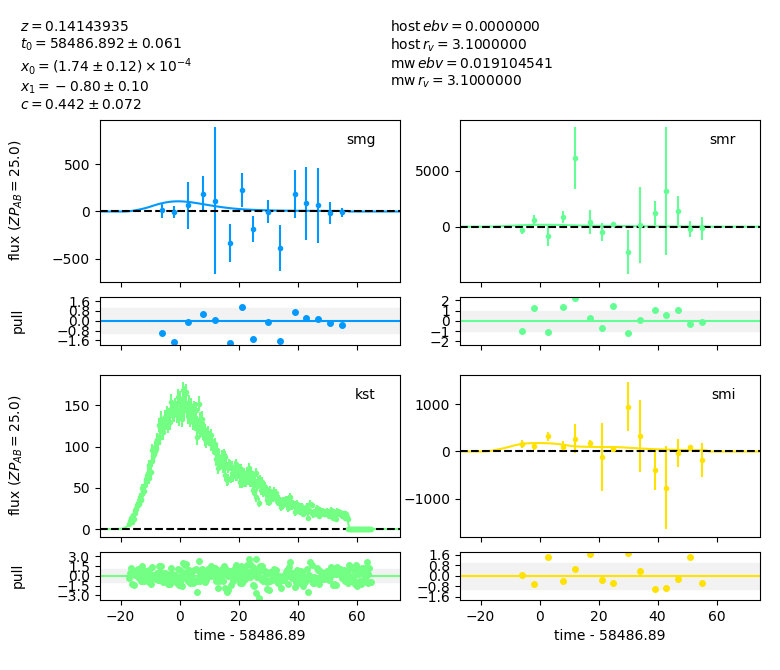 z = 0.14143935
t₀ = 58486.892 ± 0.061
x₀ = (1.74 ± 0.12) × 10⁻⁴
x₁ = −0.80 ± 0.10
c = 0.442 ± 0.072
host ebv = 0.0000000
host r_v = 3.1000000
mw ebv = 0.019104541
mw r_v = 3.1000000
flux (ZP_AB = 25.0)
500
0
−500
smg
5000
0
smr
pull
1.6
0.8
0.0
−0.8
−1.6
2
1
0
−1
−2
flux (ZP_AB = 25.0)
150
100
50
0
kst
1000
0
−1000
smi
pull
3.0
1.5
0.0
−1.5
−3.0
−20 0 20 40 60
time - 58486.89
1.6
0.8
0.0
−0.8
−1.6
−20 0 20 40 60
time - 58486.89